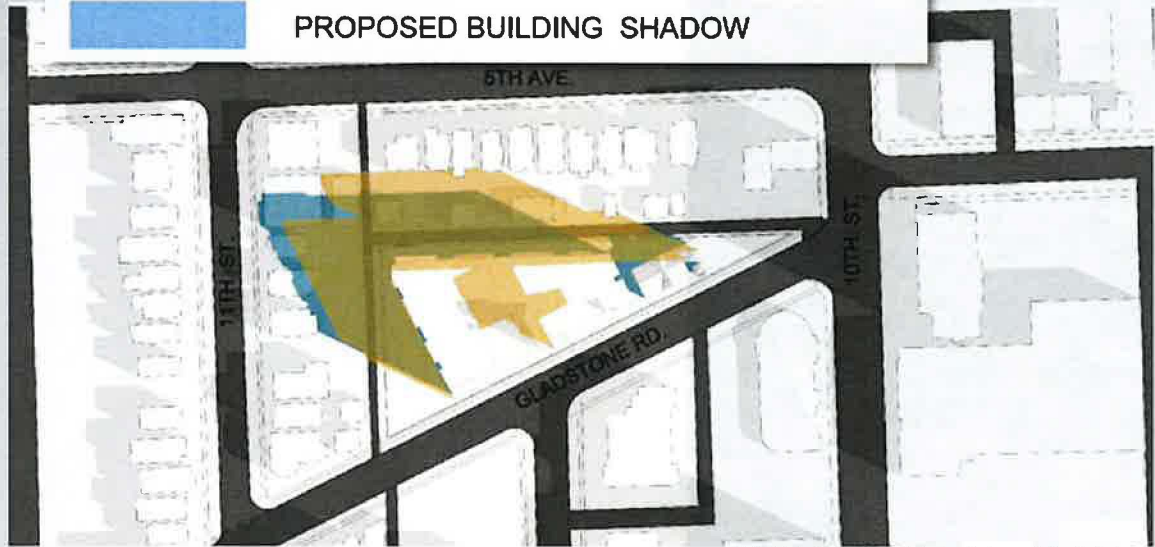 PROPOSED BUILDING SHADOW
5TH AVE.
11TH ST.
10TH ST.
GLADSTONE RD.